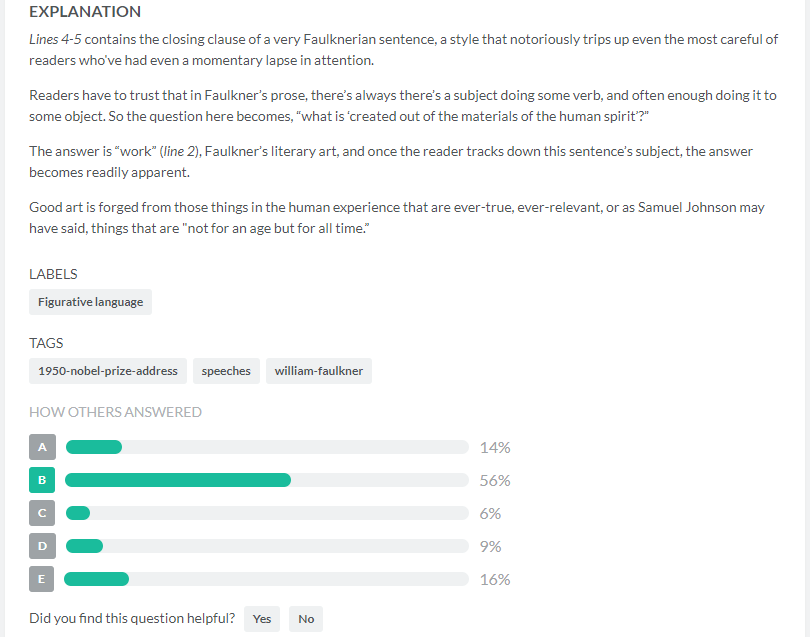 EXPLANATION
Lines 4-5 contains the closing clause of a very Faulknerian sentence, a style that notoriously trips up even the most careful of
readers who've had even a momentary lapse in attention.
Readers have to trust that in Faulkner's prose, there's always there's a subject doing some verb, and often enough doing it to
some object. So the question here becomes, "what is 'created out of the materials of the human spirit'?"
The answer is "work" (line 2), Faulkner's literary art, and once the reader tracks down this sentence's subject, the answer
becomes readily apparent.
Good art is forged from those things in the human experience that are ever-true, ever-relevant, or as Samuel Johnson may
have said, things that are "not for an age but for all time."
LABELS
Figurative language
TAGS
1950-nobel-prize-address speeches william-faulkner
HOW OTHERS ANSWERED
A 14%
B 56%
C 6%
D 9%
E 16%
Did you find this question helpful? Yes No